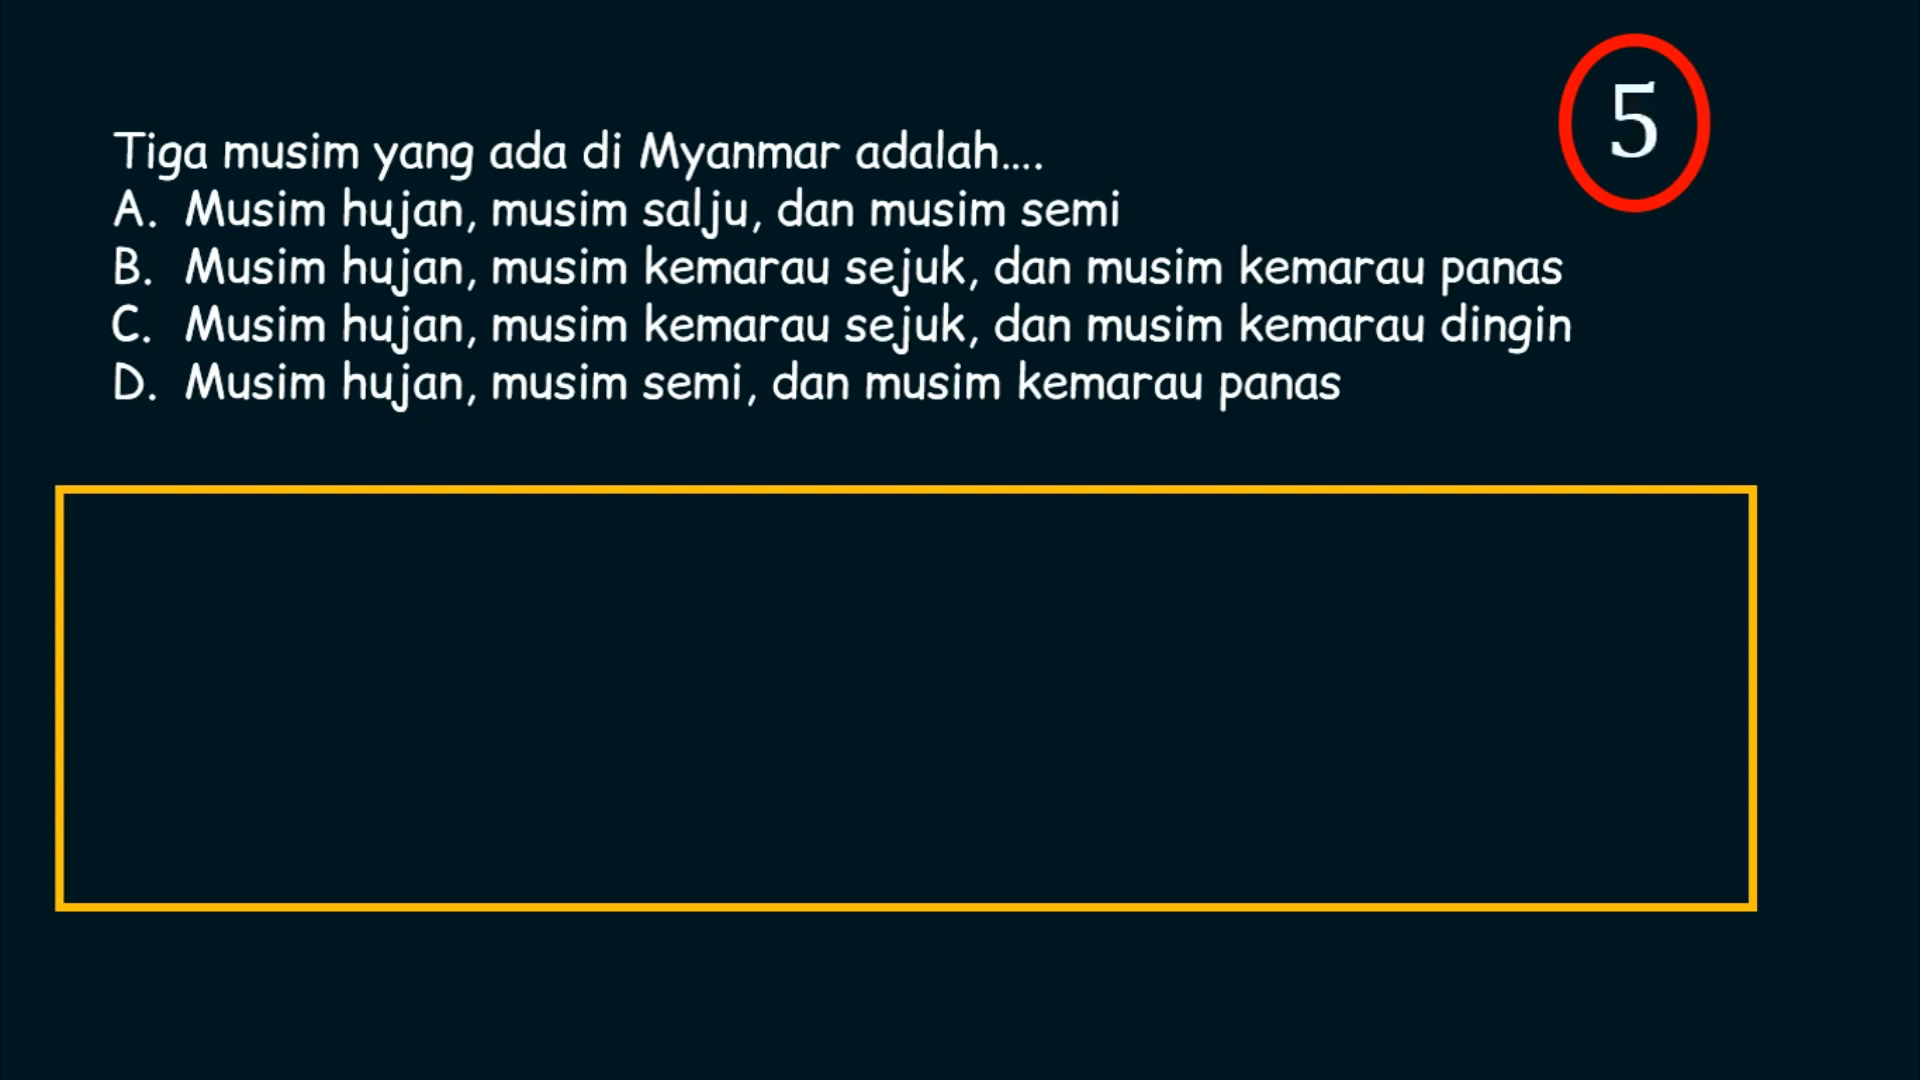 5
Tiga musim yang ada di Myanmar adalah....
A. Musim hujan, musim salju, dan musim semi
B. Musim hujan, musim kemarau sejuk, dan musim kemarau panas
C. Musim hujan, musim kemarau sejuk, dan musim kemarau dingin
D. Musim hujan, musim semi, dan musim kemarau panas